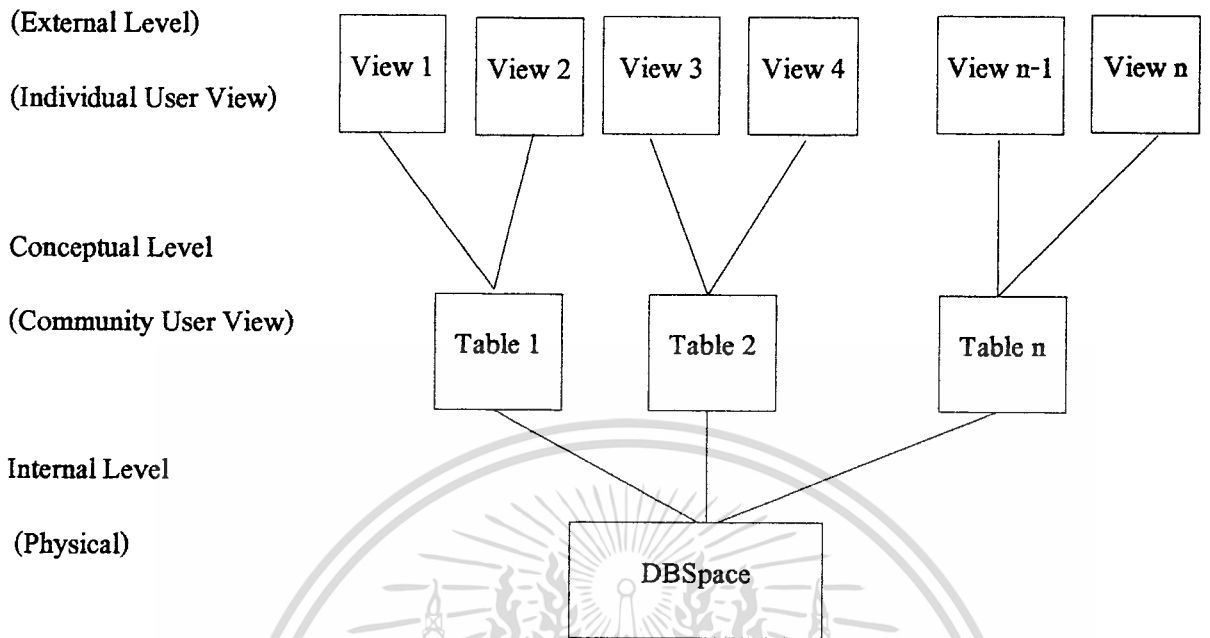 (External Level)
View 1 View 2 View 3 View 4 View n-1 View n
(Individual User View)
Conceptual Level
(Community User View)
Table 1 Table 2 Table n
Internal Level
(Physical)
DBSpace